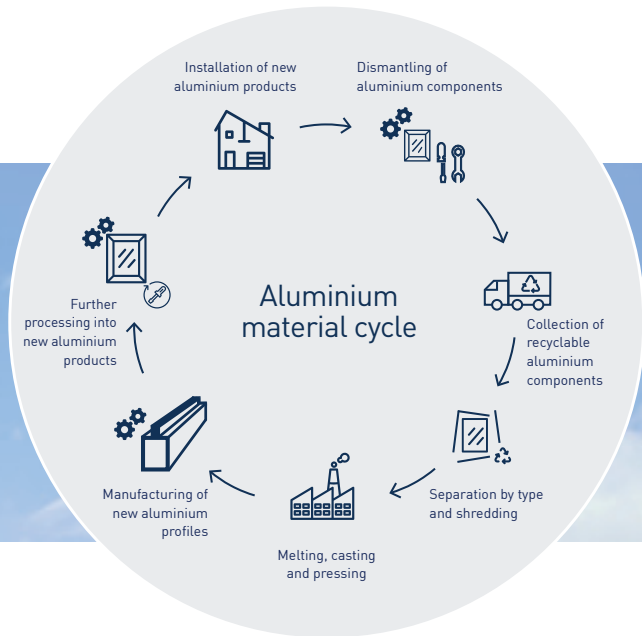 Installation of new
aluminium products
Dismantling of
aluminium components
Collection of
recyclable
aluminium
components
Separation by type
and shredding
Melting, casting
and pressing
Manufacturing of
new aluminium
profiles
Further
processing into
new aluminium
products
Aluminium
material cycle